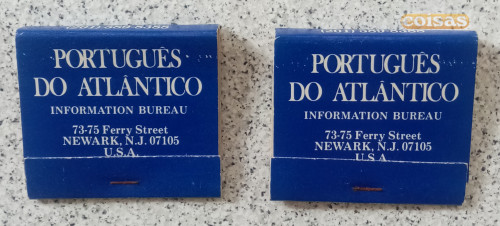 PORTUGUÊS
DO ATLÂNTICO
INFORMATION BUREAU
73-75 Ferry Street
NEWARK, N.J. 07105
U.S.A.
coisas
PORTUGUÊS
DO ATLÂNTICO
INFORMATION BUREAU
73-75 Ferry Street
NEWARK, N.J. 07105
U.S.A